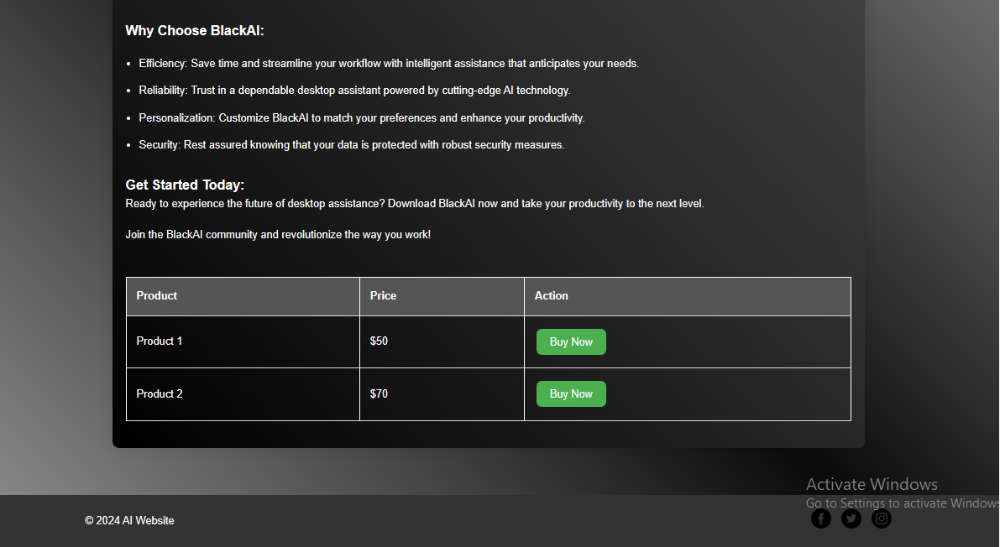 Why Choose BlackAI:
• Efficiency: Save time and streamline your workflow with intelligent assistance that anticipates your needs.
• Reliability: Trust in a dependable desktop assistant powered by cutting-edge AI technology.
• Personalization: Customize BlackAI to match your preferences and enhance your productivity.
• Security: Rest assured knowing that your data is protected with robust security measures.
Get Started Today:
Ready to experience the future of desktop assistance? Download BlackAI now and take your productivity to the next level.
Join the BlackAI community and revolutionize the way you work!
Product Price Action
Product 1 $50 Buy Now
Product 2 $70 Buy Now
Activate Windows
Go to Settings to activate Windows
© 2024 AI Website